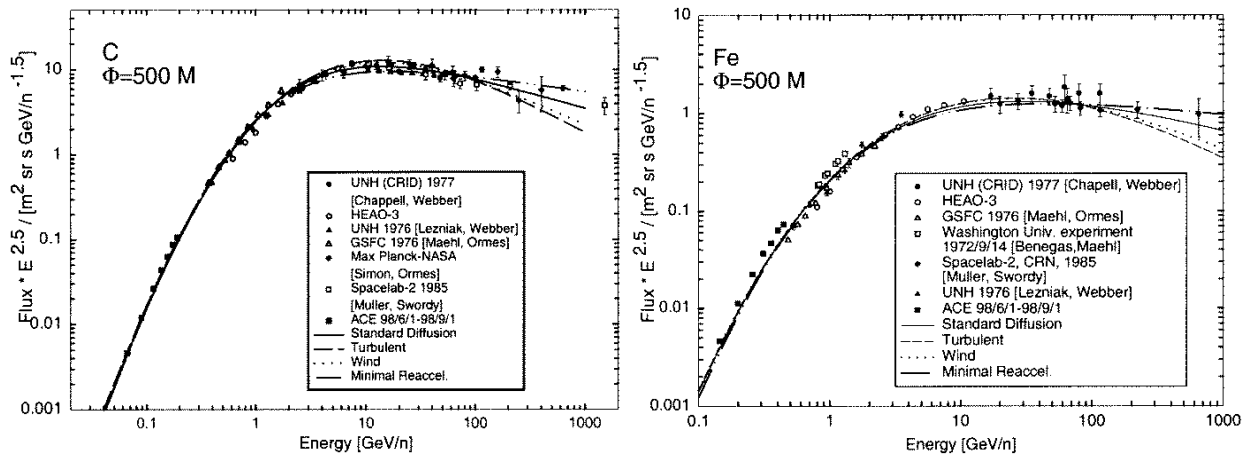 C
Φ=500 M
Flux * E 2.5 / [m2 sr s GeV/n -1.5]
10
1
0.1
0.01
0.001
UNH (CRID) 1977
[Chappell, Webber]
HEAO-3
UNH 1976 [Lezniak, Webber]
GSFC 1976 [Maehl, Ormes]
Max Planck-NASA
[Simon, Ormes]
Spacelab-2 1985
[Muller, Swordy]
ACE 98/6/1-98/9/1
Standard Diffusion
Turbulent
Wind
Minimal Reaccel.
0.1 1 10 100 1000
Energy [GeV/n]
Fe
Φ=500 M
Flux * E 2.5 / [m2 sr s GeV/n -1.5]
10
1
0.1
0.01
0.001
UNH (CRID) 1977 [Chapell, Webber]
HEAO-3
GSFC 1976 [Maehl, Ormes]
Washington Univ. experiment
1972/9/14 [Benegas,Maehl]
Spacelab-2, CRN, 1985
[Muller, Swordy]
UNH 1976 [Lezniak, Webber]
ACE 98/6/1-98/9/1
Standard Diffusion
Turbulent
Wind
Minimal Reaccel.
0.1 1 10 100 1000
Energy [GeV/n]